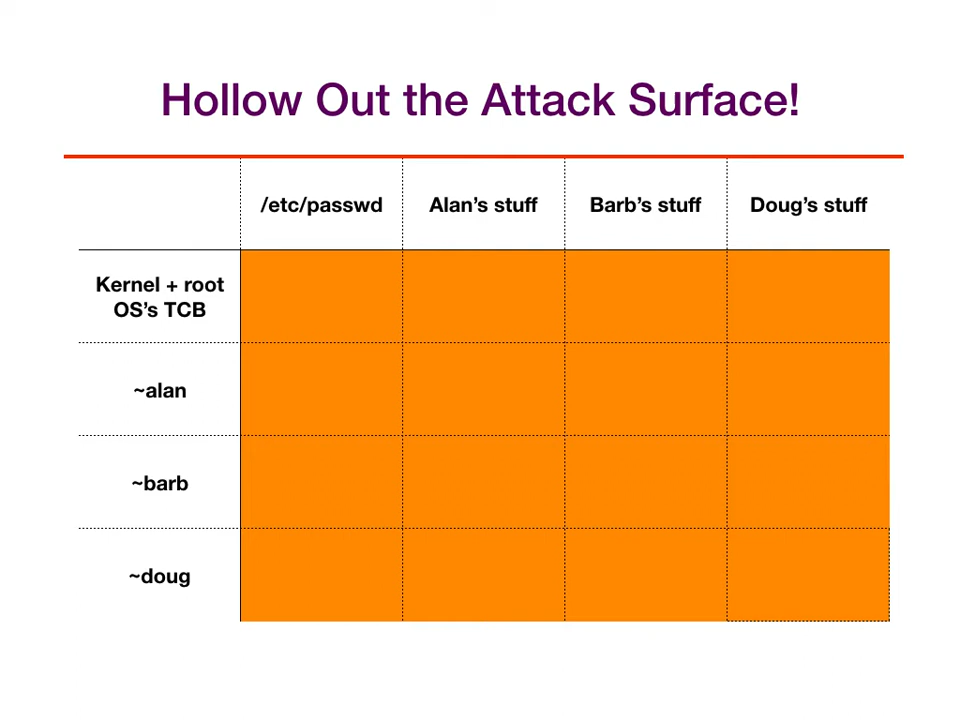 Hollow Out the Attack Surface!
/etc/passwd Alan’s stuff Barb’s stuff Doug’s stuff
Kernel + root
OS’s TCB
~alan
~barb
~doug